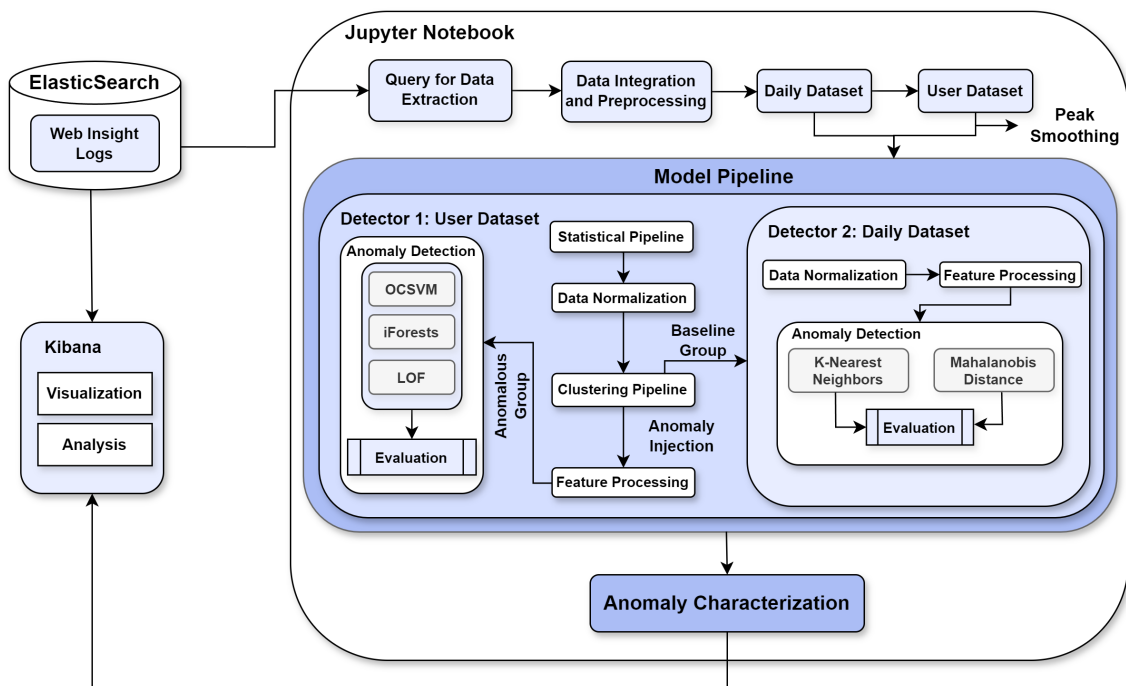 Jupyter Notebook
ElasticSearch
Web Insight
Logs
Query for Data
Extraction
Data Integration
and Preprocessing
Daily Dataset
User Dataset
Peak
Smoothing
Model Pipeline
Detector 1: User Dataset
Anomaly Detection
OCSVM
iForests
LOF
Evaluation
Anomalous
Group
Statistical Pipeline
Data Normalization
Clustering Pipeline
Anomaly
Injection
Feature Processing
Baseline
Group
Detector 2: Daily Dataset
Data Normalization
Feature Processing
Anomaly Detection
K-Nearest
Neighbors
Mahalanobis
Distance
Evaluation
Kibana
Visualization
Analysis
Anomaly Characterization